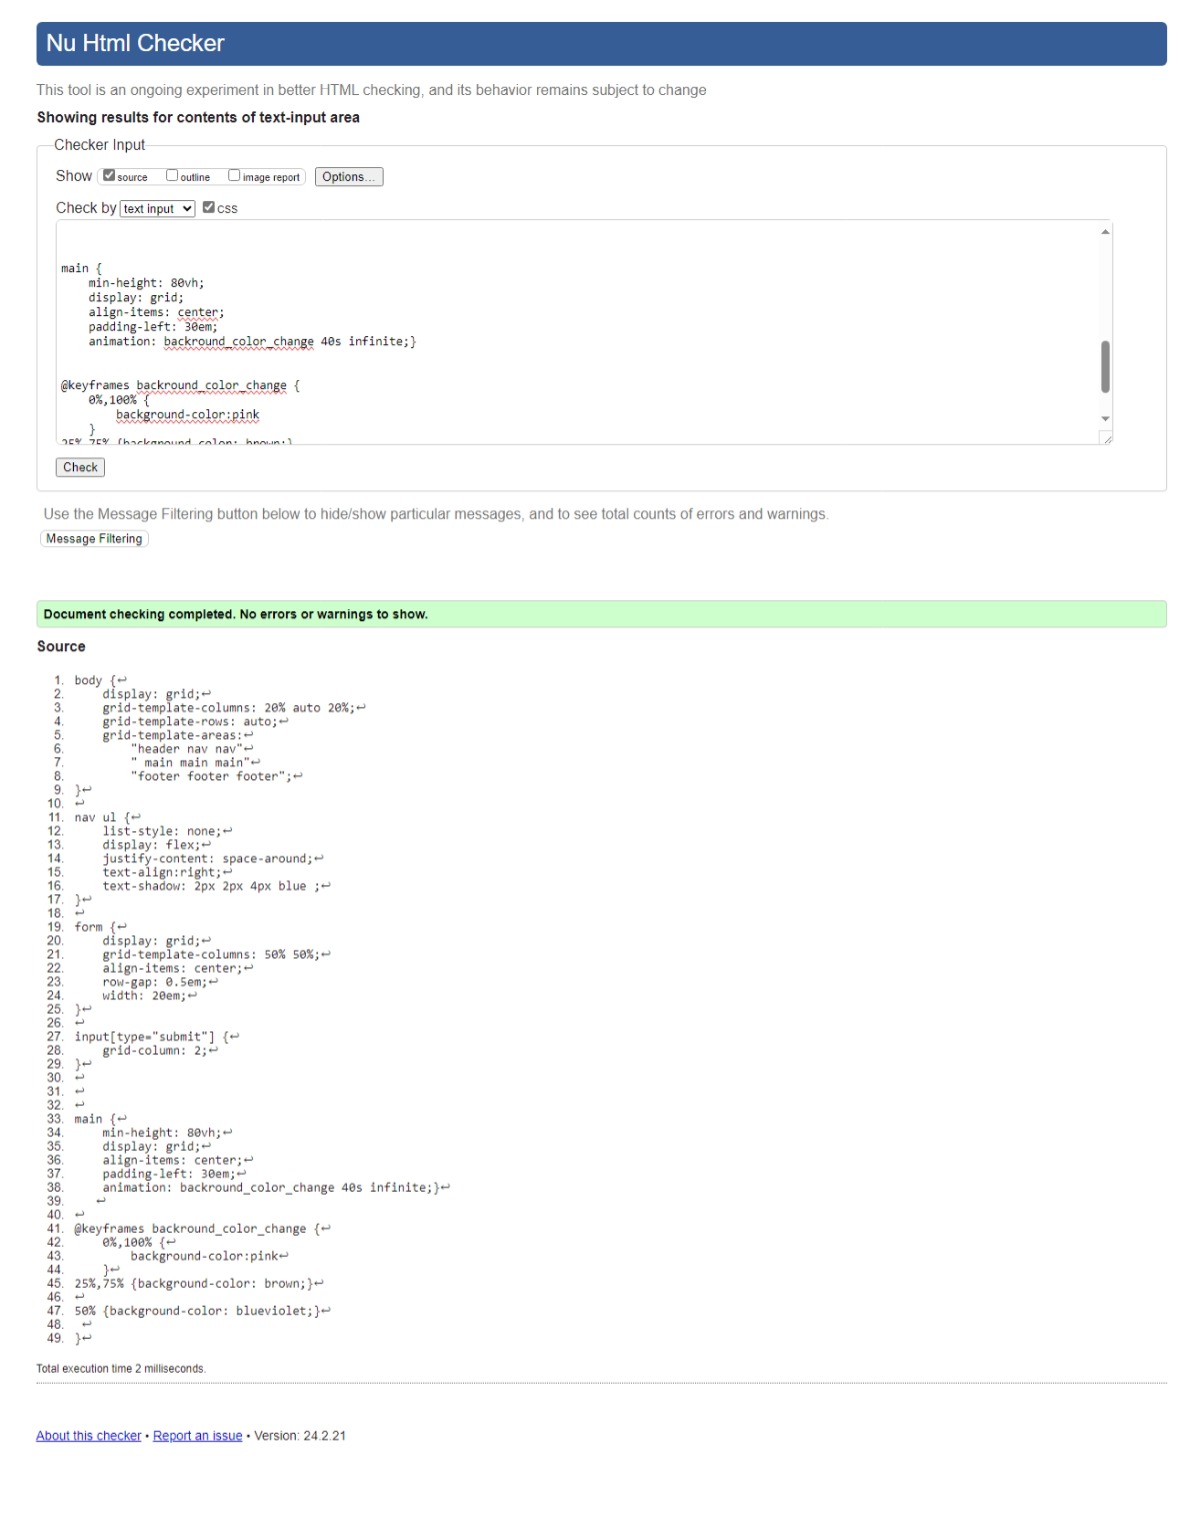 Nu Html Checker
This tool is an ongoing experiment in better HTML checking, and its behavior remains subject to change
Showing results for contents of text-input area
Checker Input
Show source outline image report Options...
Check by text input css
main {
    min-height: 80vh;
    display: grid;
    align-items: center;
    padding-left: 30em;
    animation: backround_color_change 40s infinite;}
@keyframes backround_color_change {
    0%,100% {
        background-color:pink
    }
25%,75% {background-color: brown;}
Check
Use the Message Filtering button below to hide/show particular messages, and to see total counts of errors and warnings.
Message Filtering
Document checking completed. No errors or warnings to show.
Source
1. body {↩
2.     display: grid;↩
3.     grid-template-columns: 20% auto 20%;↩
4.     grid-template-rows: auto;↩
5.     grid-template-areas:↩
6.         "header nav nav"↩
7.         " main main main"↩
8.         "footer footer footer";↩
9. }↩
10. ↩
11. nav ul {↩
12.     list-style: none;↩
13.     display: flex;↩
14.     justify-content: space-around;↩
15.     text-align:right;↩
16.     text-shadow: 2px 2px 4px blue ;↩
17. }↩
18. ↩
19. form {↩
20.     display: grid;↩
21.     grid-template-columns: 50% 50%;↩
22.     align-items: center;↩
23.     row-gap: 0.5em;↩
24.     width: 20em;↩
25. }↩
26. ↩
27. input[type="submit"] {↩
28.     grid-column: 2;↩
29. }↩
30. ↩
31. ↩
32. ↩
33. main {↩
34.     min-height: 80vh;↩
35.     display: grid;↩
36.     align-items: center;↩
37.     padding-left: 30em;↩
38.     animation: backround_color_change 40s infinite;}↩
39.    ↩
40. ↩
41. @keyframes backround_color_change {↩
42.     0%,100% {↩
43.         background-color:pink↩
44.     }↩
45. 25%,75% {background-color: brown;}↩
46. ↩
47. 50% {background-color: blueviolet;}↩
48.  ↩
49. }↩
Total execution time 2 milliseconds.
About this checker • Report an issue • Version: 24.2.21